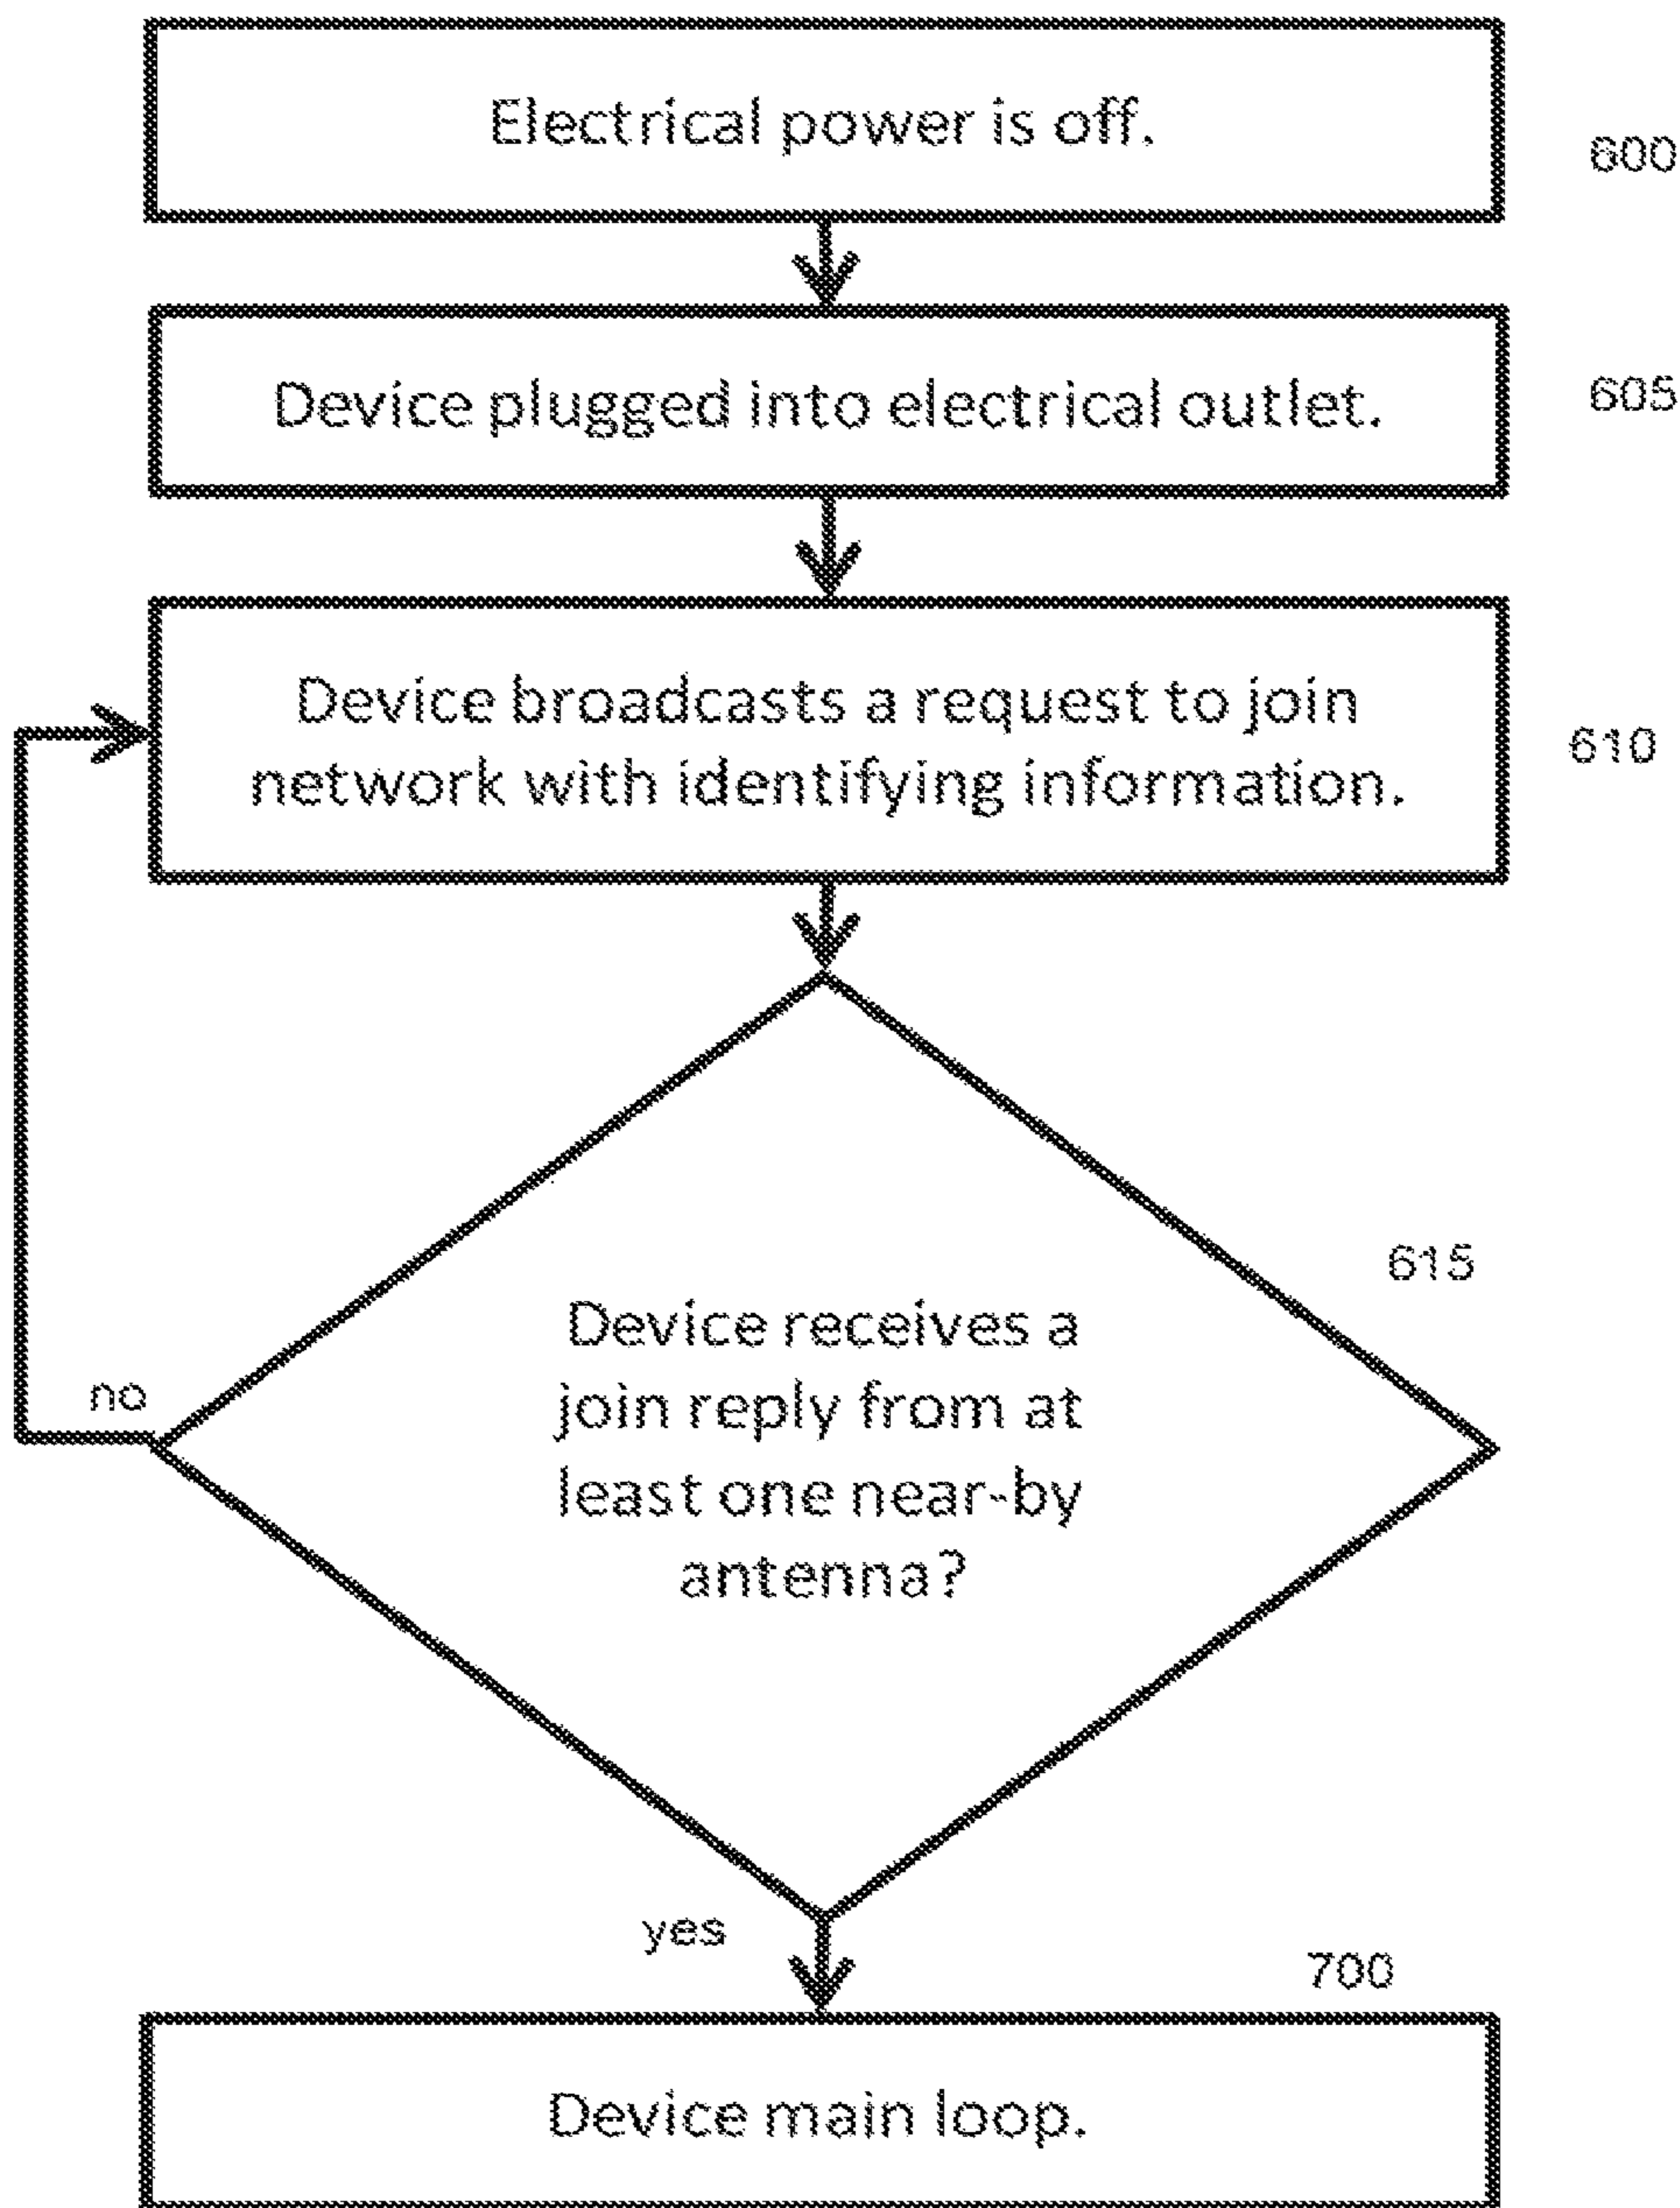 Electrical power is off.
600
Device plugged into electrical outlet.
605
Device broadcasts a request to join
network with identifying information.
610
615
Device receives a
join reply from at
least one near-by
antenna?
no
yes
700
Device main loop.